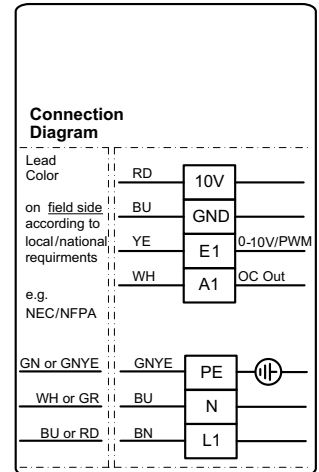 Connection
Diagram
Lead
Color
on field side
according to
local/national
requirments
e.g.
NEC/NFPA
RD 10V
BU GND
YE E1 0-10V/PWM
WH A1 OC Out
GN or GNYE GNYE PE
WH or GR BU N
BU or RD BN L1